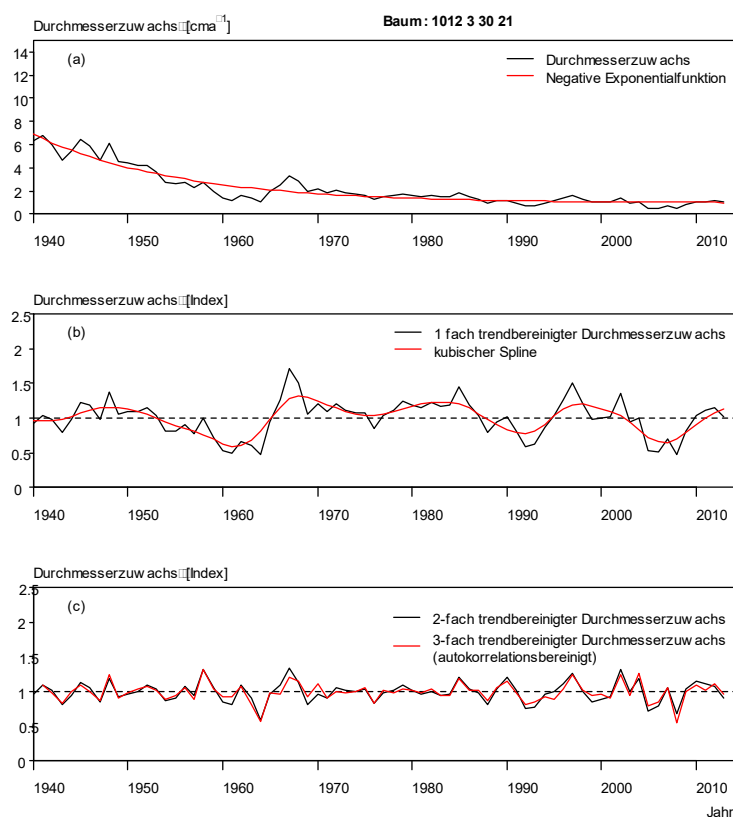 Baum: 1012 3 30 21
Durchmesserzuwachs [cma⁻¹]
(a)
Durchmesserzuwachs
Negative Exponentialfunktion
14
12
10
8
6
4
2
0
1940 1950 1960 1970 1980 1990 2000 2010
Durchmesserzuwachs [Index]
(b)
1 fach trendbereinigter Durchmesserzuwachs
kubischer Spline
2.5
2
1.5
1
0.5
0
1940 1950 1960 1970 1980 1990 2000 2010
Durchmesserzuwachs [Index]
(c)
2-fach trendbereinigter Durchmesserzuwachs
3-fach trendbereinigter Durchmesserzuwachs
(autokorrelationsbereinigt)
2.5
2
1.5
1
0.5
0
1940 1950 1960 1970 1980 1990 2000 2010
Jahr